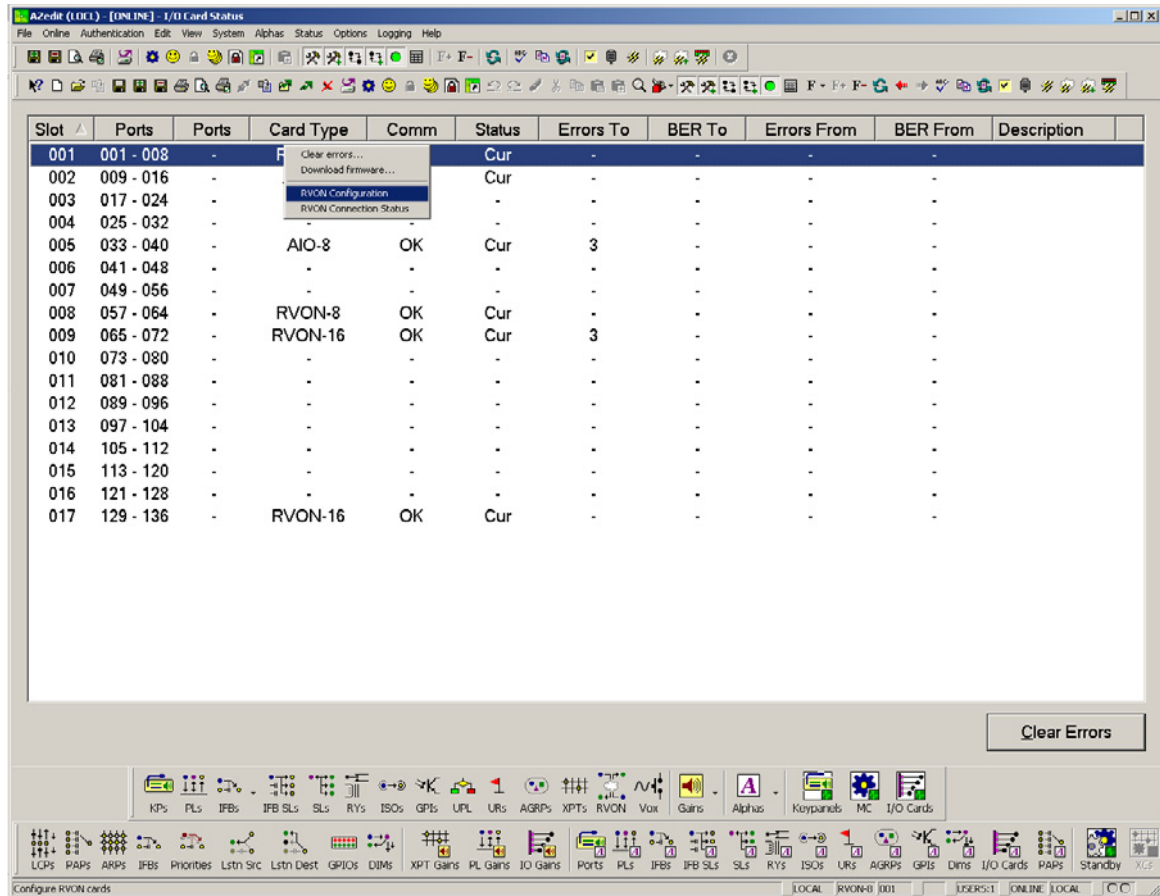 AZedit (LOCL) - [ONLINE] - I/O Card Status
File Online Authentication Edit View System Alphas Status Options Logging Help
F+ F-
F+ F+ F-
Slot Ports Ports Card Type Comm Status Errors To BER To Errors From BER From Description
001 001 - 008 - Cur - - - -
Clear errors...
Download firmware...
RVON Configuration
RVON Connection Status
002 009 - 016 - Cur - - - -
003 017 - 024 - - - - - -
004 025 - 032 - - - - - - - -
005 033 - 040 - AIO-8 OK Cur 3 - - -
006 041 - 048 - - - - - - - -
007 049 - 056 - - - - - - - -
008 057 - 064 - RVON-8 OK Cur - - - -
009 065 - 072 - RVON-16 OK Cur 3 - - -
010 073 - 080 - - - - - - - -
011 081 - 088 - - - - - - - -
012 089 - 096 - - - - - - - -
013 097 - 104 - - - - - - - -
014 105 - 112 - - - - - - - -
015 113 - 120 - - - - - - - -
016 121 - 128 - - - - - - - -
017 129 - 136 - RVON-16 OK Cur - - - -
Clear Errors
KPs PLs IFBs IFB SLs SLs RYs ISOs GPIs UPL URs AGRPs XPTs RVON Vox Gains Alphas Keypanels MC I/O Cards
LCPs PAPs ARPs IFBs Priorities Lstn Src Lstn Dest GPIOs DIMs XPT Gains PL Gains IO Gains Ports PLs IFBs IFB SLs SLs RYs ISOs URs AGRPs GPIs Dims I/O Cards PAPs Standby XCs
Configure RVON cards LOCAL RVON-8 001 USERS:1 ONLINE LOCAL